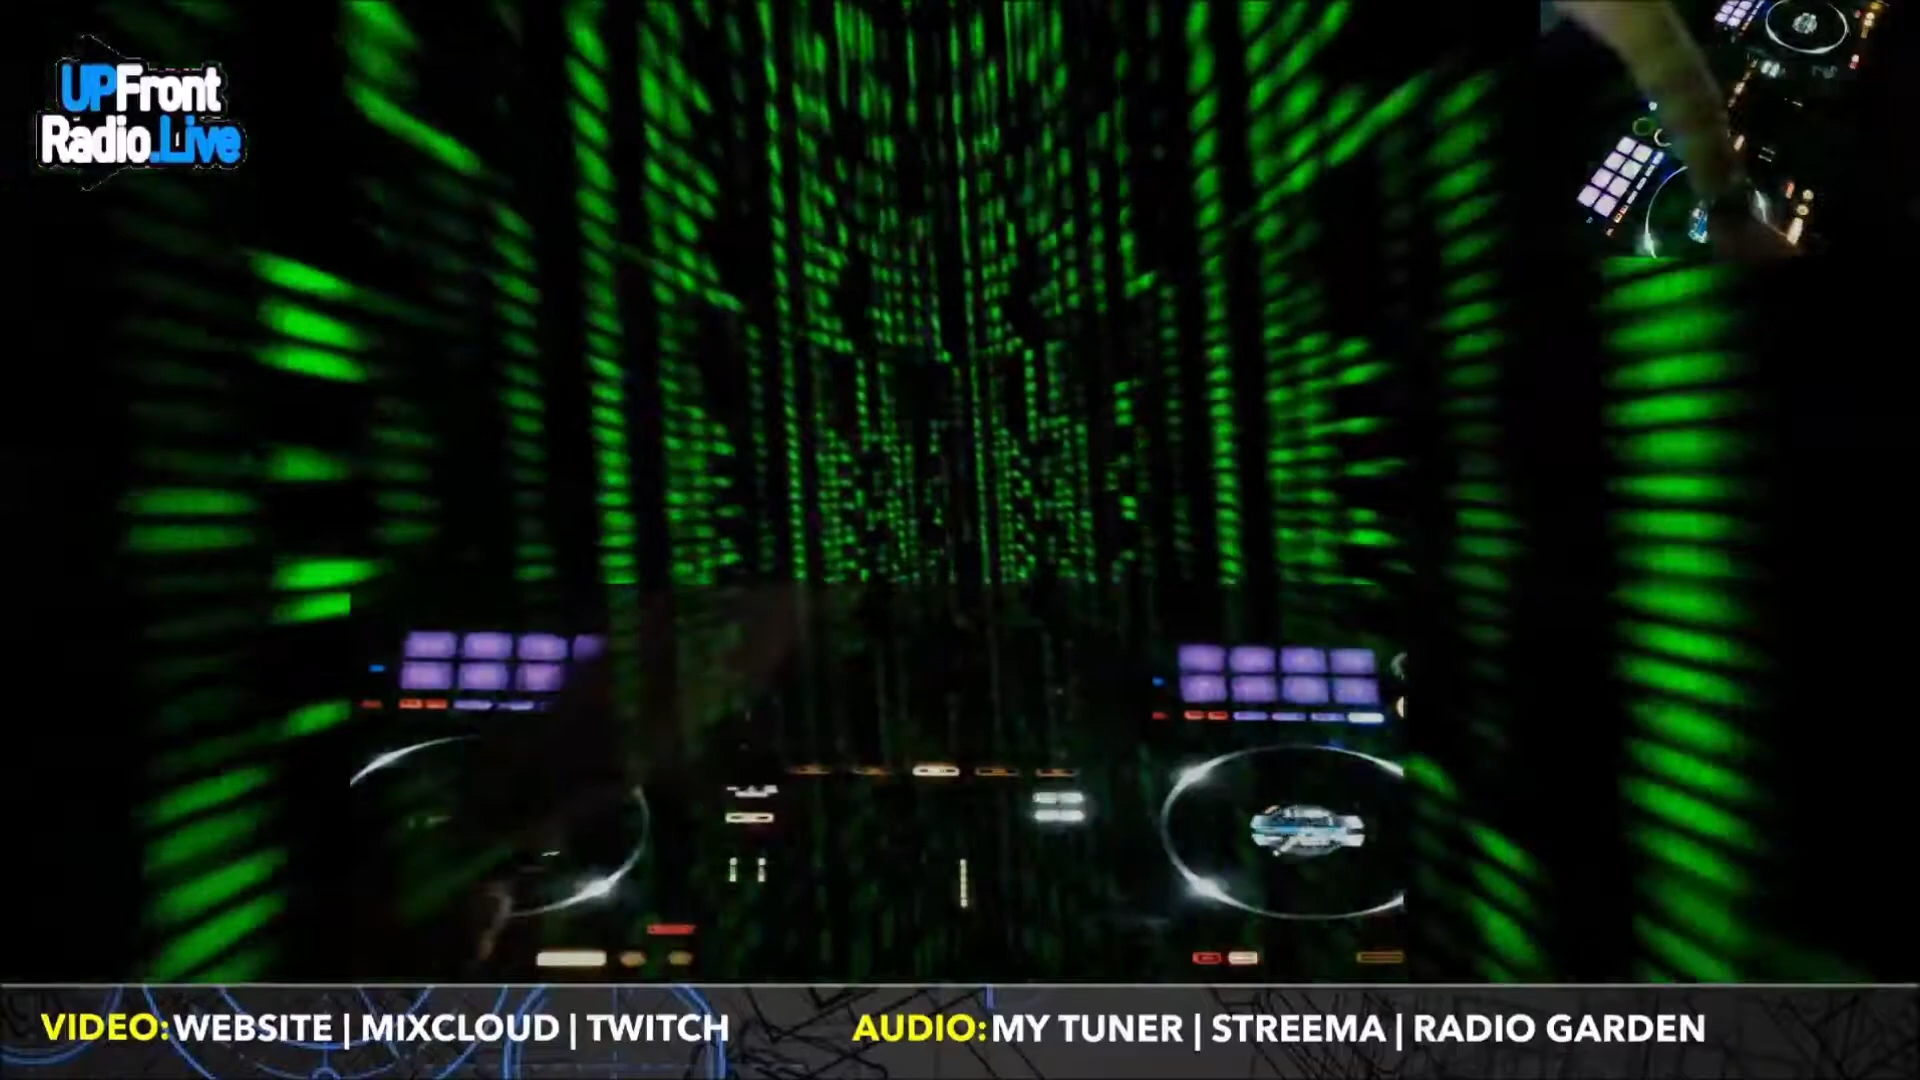 UPFront
Radio.Live
VIDEO: WEBSITE | MIXCLOUD | TWITCH
AUDIO: MY TUNER | STREEMA | RADIO GARDEN